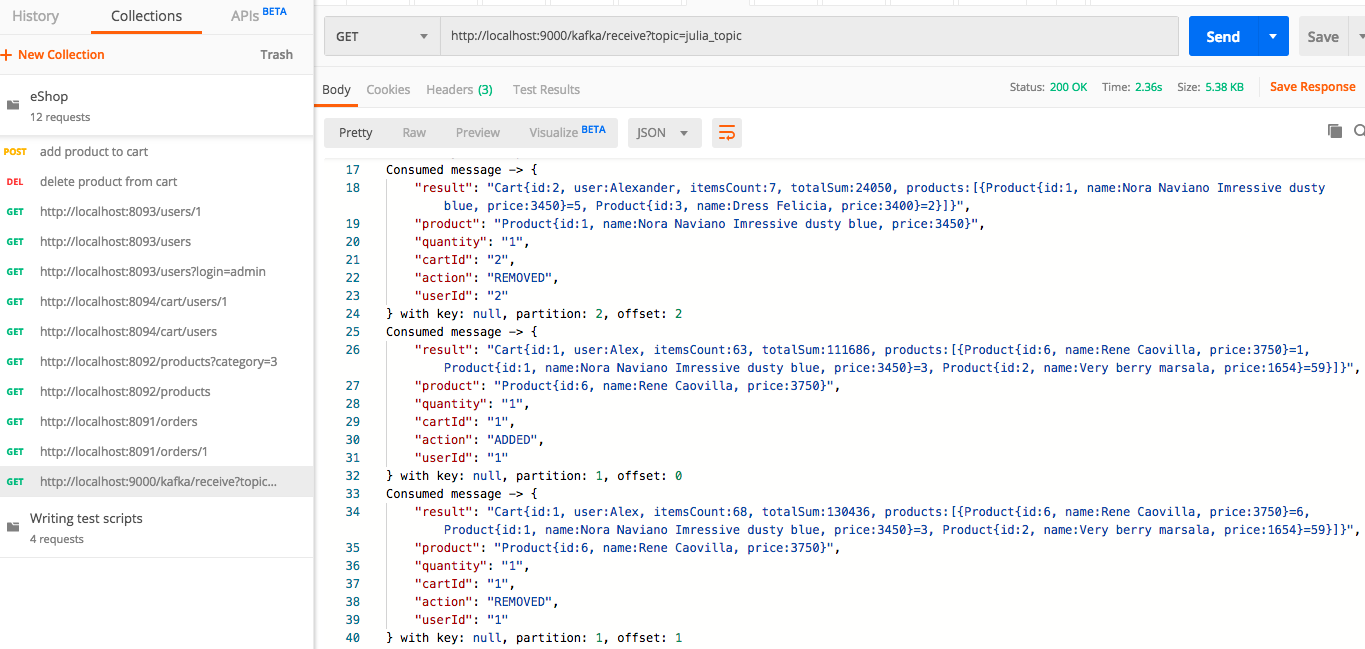 History Collections APIs BETA
+ New Collection Trash
eShop
12 requests
POST add product to cart
DEL delete product from cart
GET http://localhost:8093/users/1
GET http://localhost:8093/users
GET http://localhost:8093/users?login=admin
GET http://localhost:8094/cart/users/1
GET http://localhost:8094/cart/users
GET http://localhost:8092/products?category=3
GET http://localhost:8092/products
GET http://localhost:8091/orders
GET http://localhost:8091/orders/1
GET http://localhost:9000/kafka/receive?topic...
Writing test scripts
4 requests
GET http://localhost:9000/kafka/receive?topic=julia_topic Send Save
Body Cookies Headers (3) Test Results Status: 200 OK Time: 2.36s Size: 5.38 KB Save Response
Pretty Raw Preview Visualize BETA JSON
17 Consumed message -> {
18 "result": "Cart{id:2, user:Alexander, itemsCount:7, totalSum:24050, products:[{Product{id:1, name:Nora Naviano Imressive dusty
blue, price:3450}=5, Product{id:3, name:Dress Felicia, price:3400}=2}]}",
19 "product": "Product{id:1, name:Nora Naviano Imressive dusty blue, price:3450}",
20 "quantity": "1",
21 "cartId": "2",
22 "action": "REMOVED",
23 "userId": "2"
24 } with key: null, partition: 2, offset: 2
25 Consumed message -> {
26 "result": "Cart{id:1, user:Alex, itemsCount:63, totalSum:111686, products:[{Product{id:6, name:Rene Caovilla, price:3750}=1,
Product{id:1, name:Nora Naviano Imressive dusty blue, price:3450}=3, Product{id:2, name:Very berry marsala, price:1654}=59}]}",
27 "product": "Product{id:6, name:Rene Caovilla, price:3750}",
28 "quantity": "1",
29 "cartId": "1",
30 "action": "ADDED",
31 "userId": "1"
32 } with key: null, partition: 1, offset: 0
33 Consumed message -> {
34 "result": "Cart{id:1, user:Alex, itemsCount:68, totalSum:130436, products:[{Product{id:6, name:Rene Caovilla, price:3750}=6,
Product{id:1, name:Nora Naviano Imressive dusty blue, price:3450}=3, Product{id:2, name:Very berry marsala, price:1654}=59}]}",
35 "product": "Product{id:6, name:Rene Caovilla, price:3750}",
36 "quantity": "1",
37 "cartId": "1",
38 "action": "REMOVED",
39 "userId": "1"
40 } with key: null, partition: 1, offset: 1